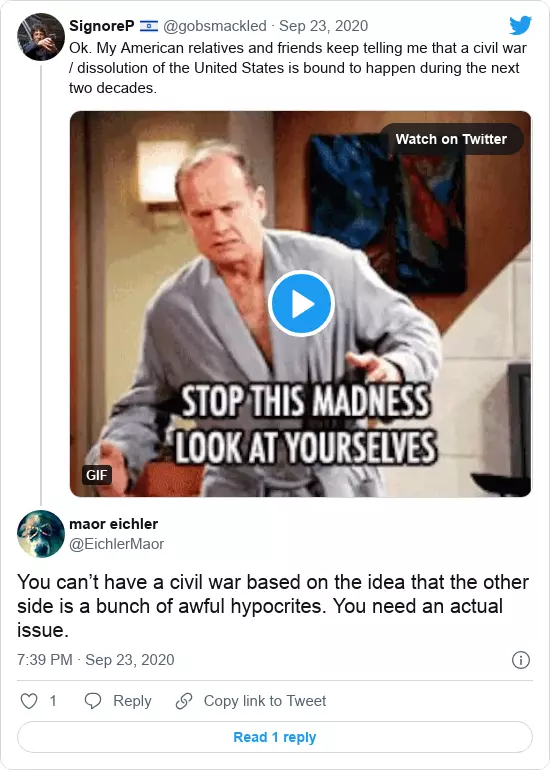 SignoreP 🇮🇱 @gobsmackled · Sep 23, 2020
Ok. My American relatives and friends keep telling me that a civil war
/ dissolution of the United States is bound to happen during the next
two decades.
Watch on Twitter
STOP THIS MADNESS
LOOK AT YOURSELVES
GIF
maor eichler
@EichlerMaor
You can’t have a civil war based on the idea that the other
side is a bunch of awful hypocrites. You need an actual
issue.
7:39 PM · Sep 23, 2020
1 Reply Copy link to Tweet
Read 1 reply